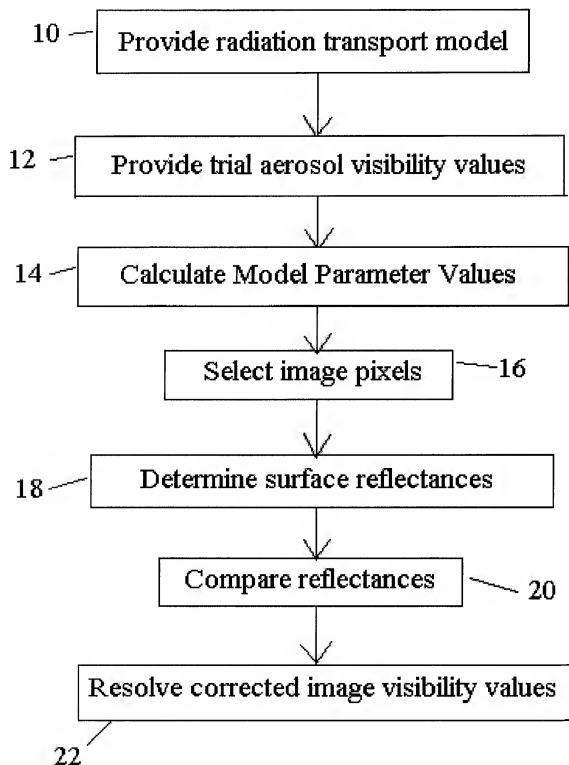 10
Provide radiation transport model
12
Provide trial aerosol visibility values
14
Calculate Model Parameter Values
Select image pixels
16
18
Determine surface reflectances
Compare reflectances
20
Resolve corrected image visibility values
22